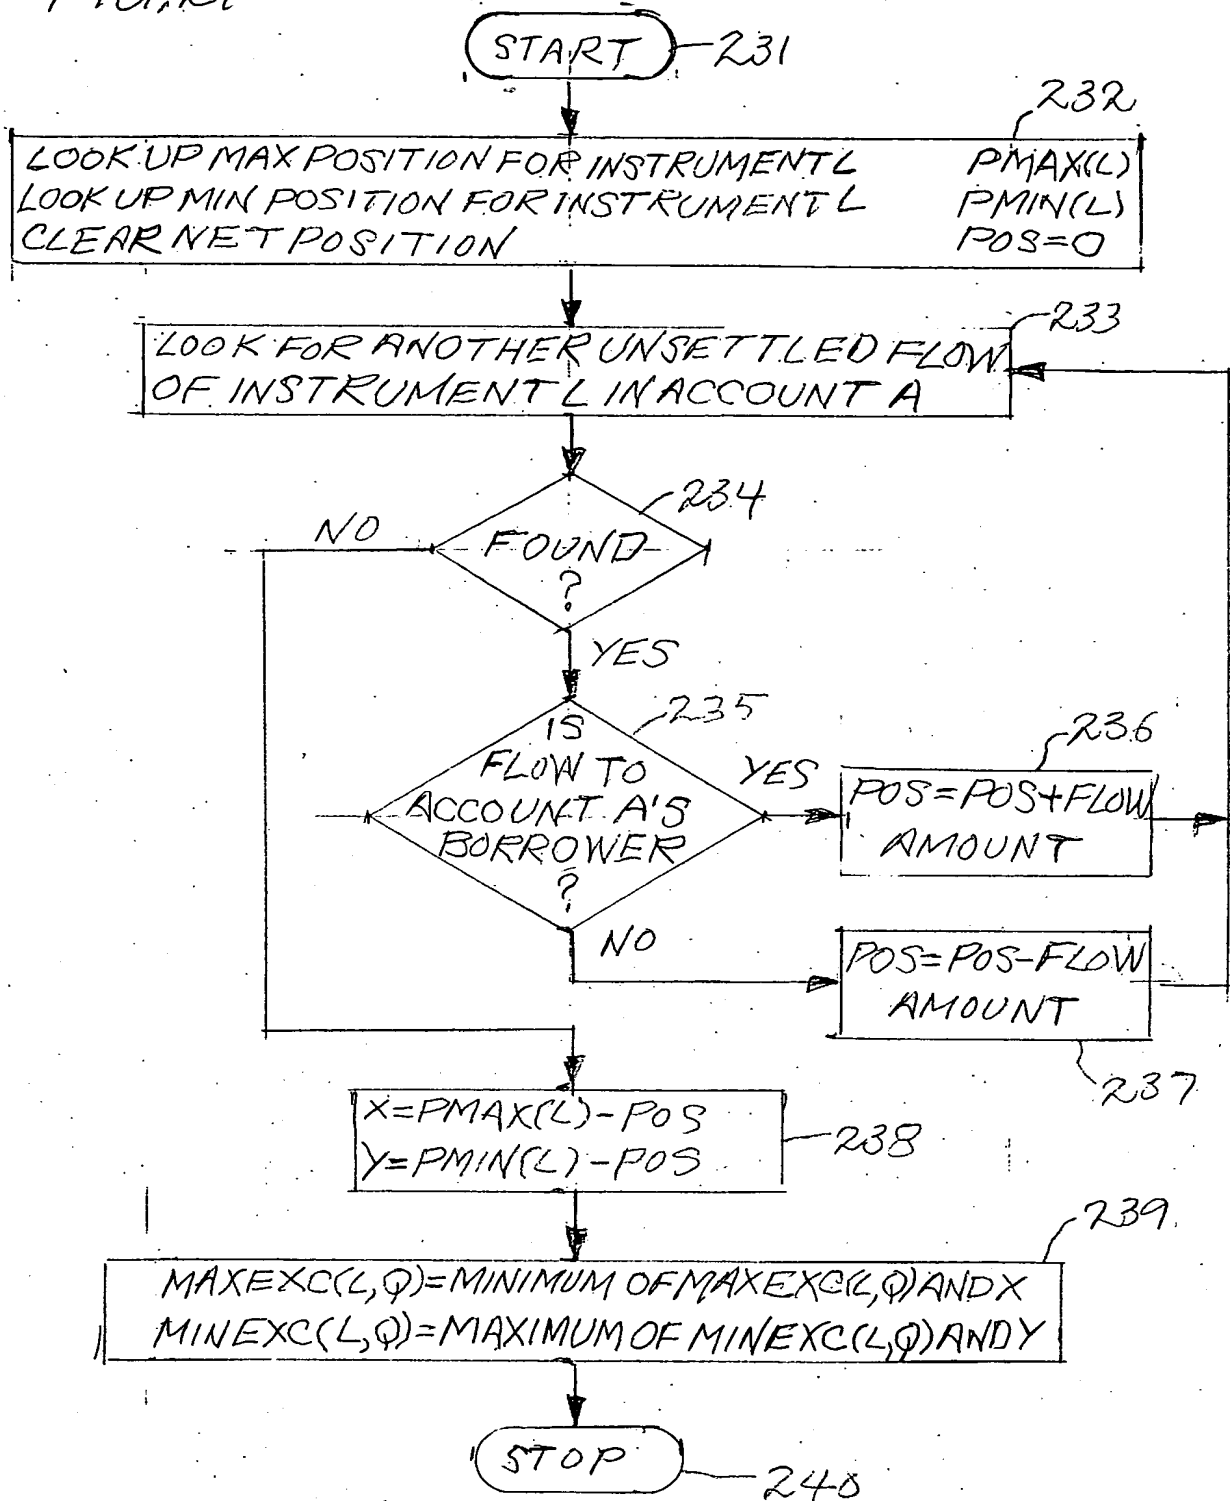 START
231
232
LOOK UP MAX POSITION FOR INSTRUMENT L PMAX(L)
LOOK UP MIN POSITION FOR INSTRUMENT L PMIN(L)
CLEAR NET POSITION POS=0
233
LOOK FOR ANOTHER UNSETTLED FLOW
OF INSTRUMENT L IN ACCOUNT A
234
NO
FOUND
?
YES
235
IS
FLOW TO
ACCOUNT A'S
BORROWER
?
YES
236
POS=POS+FLOW
AMOUNT
NO
POS=POS-FLOW
AMOUNT
237
X=PMAX(L)-POS
Y=PMIN(L)-POS
238
239
MAXEXC(L,Q)=MINIMUM OF MAXEXC(L,Q) AND X
MINEXC(L,Q)=MAXIMUM OF MINEXC(L,Q) AND Y
STOP
240